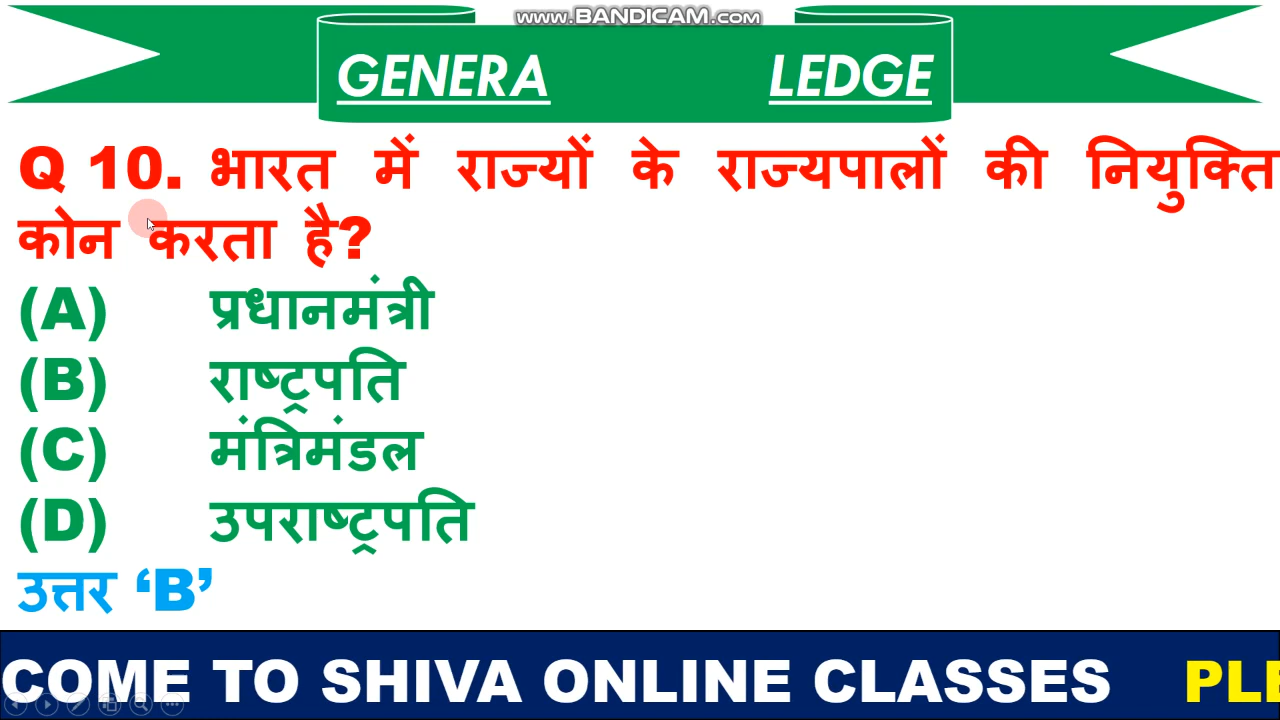 www.BANDICAM.com
GENERA LEDGE
Q 10. भारत में राज्यों के राज्यपालों की नियुक्ति
कोन करता है?
(A) प्रधानमंत्री
(B) राष्ट्रपति
(C) मंत्रिमंडल
(D) उपराष्ट्रपति
उत्तर ‘B’
COME TO SHIVA ONLINE CLASSES PLE